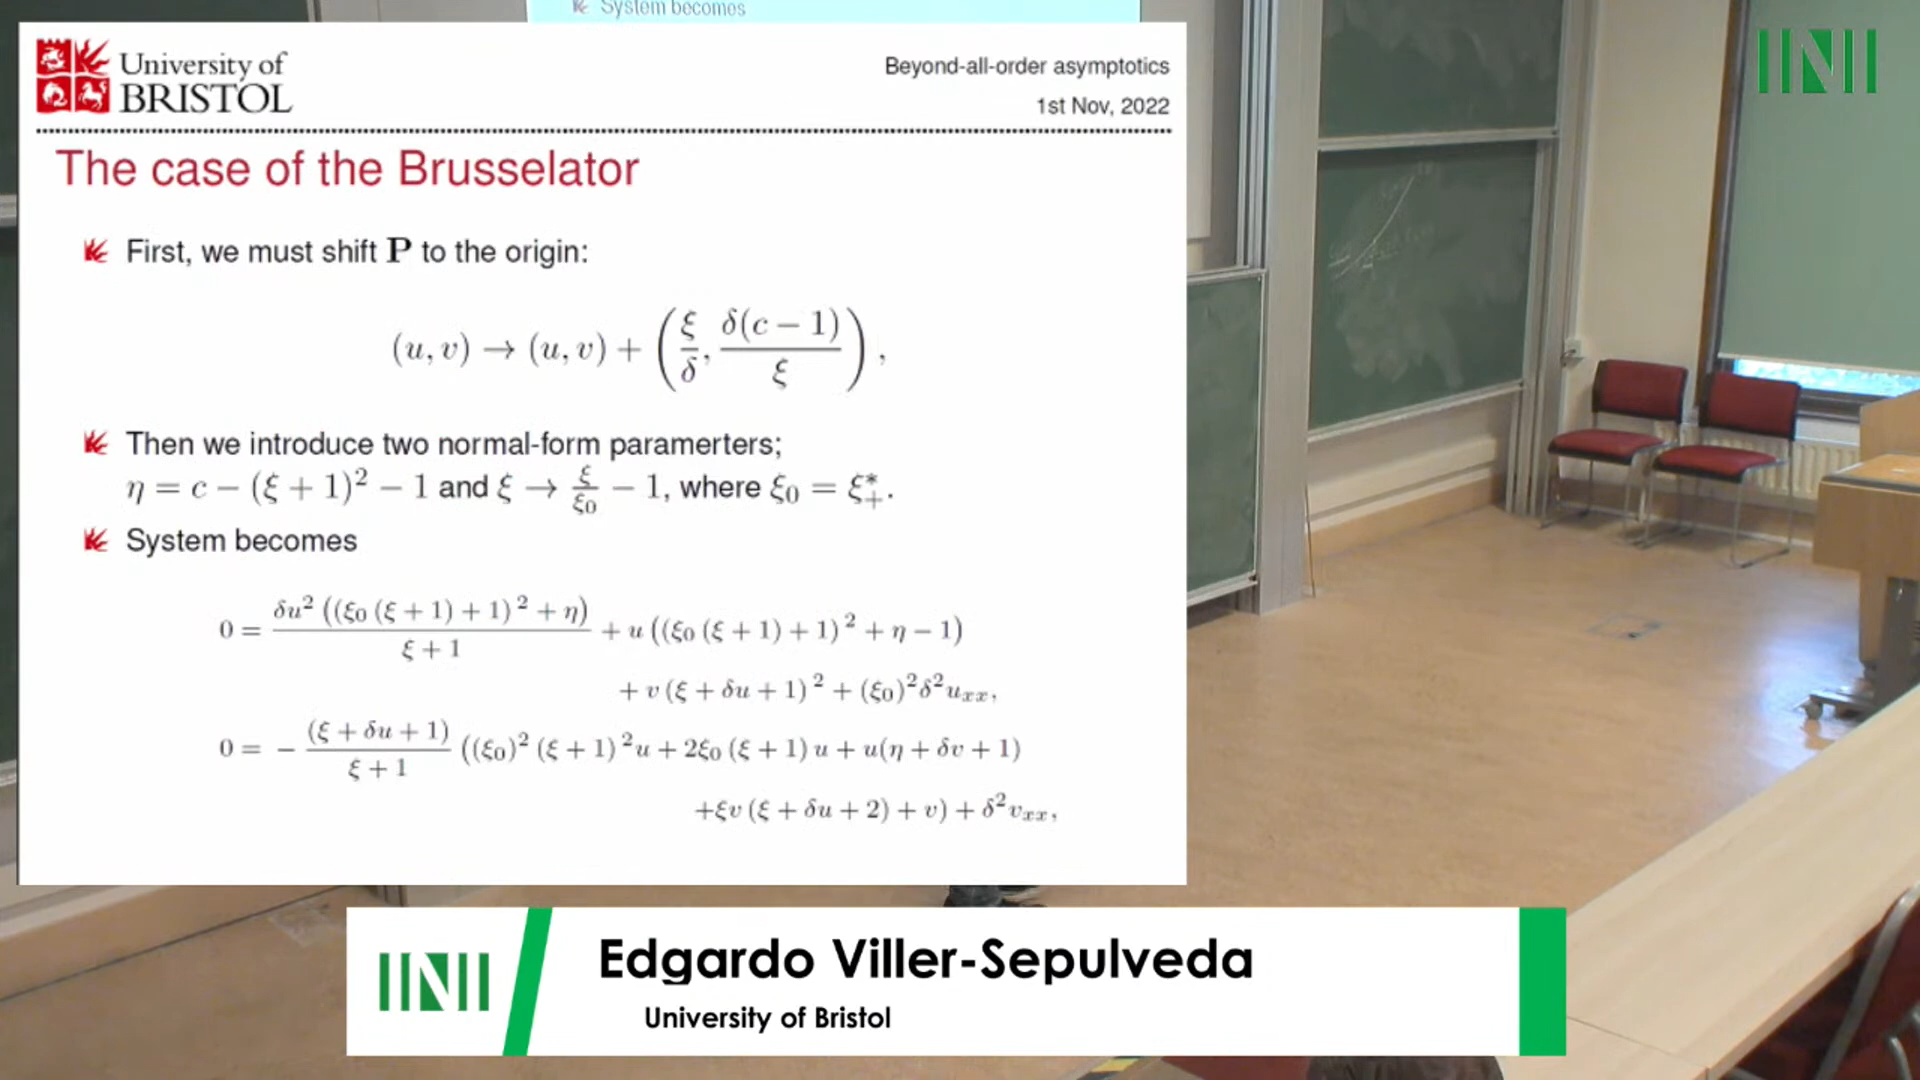 System becomes
University of
BRISTOL
Beyond-all-order asymptotics
1st Nov, 2022
The case of the Brusselator
First, we must shift P to the origin:
(u, v) → (u, v) + (ξ/δ, δ(c − 1)/ξ),
Then we introduce two normal-form paramerters;
η = c − (ξ + 1)² − 1 and ξ → ξ/ξ₀ − 1, where ξ₀ = ξ₊*.
System becomes
0 = δu² ((ξ₀ (ξ + 1) + 1)² + η) / (ξ + 1) + u ((ξ₀ (ξ + 1) + 1)² + η − 1)
+ v (ξ + δu + 1)² + (ξ₀)²δ²uₓₓ,
0 = − (ξ + δu + 1) / (ξ + 1) ((ξ₀)² (ξ + 1)²u + 2ξ₀ (ξ + 1) u + u(η + δv + 1)
+ξv (ξ + δu + 2) + v) + δ²vₓₓ,
Edgardo Viller-Sepulveda
University of Bristol